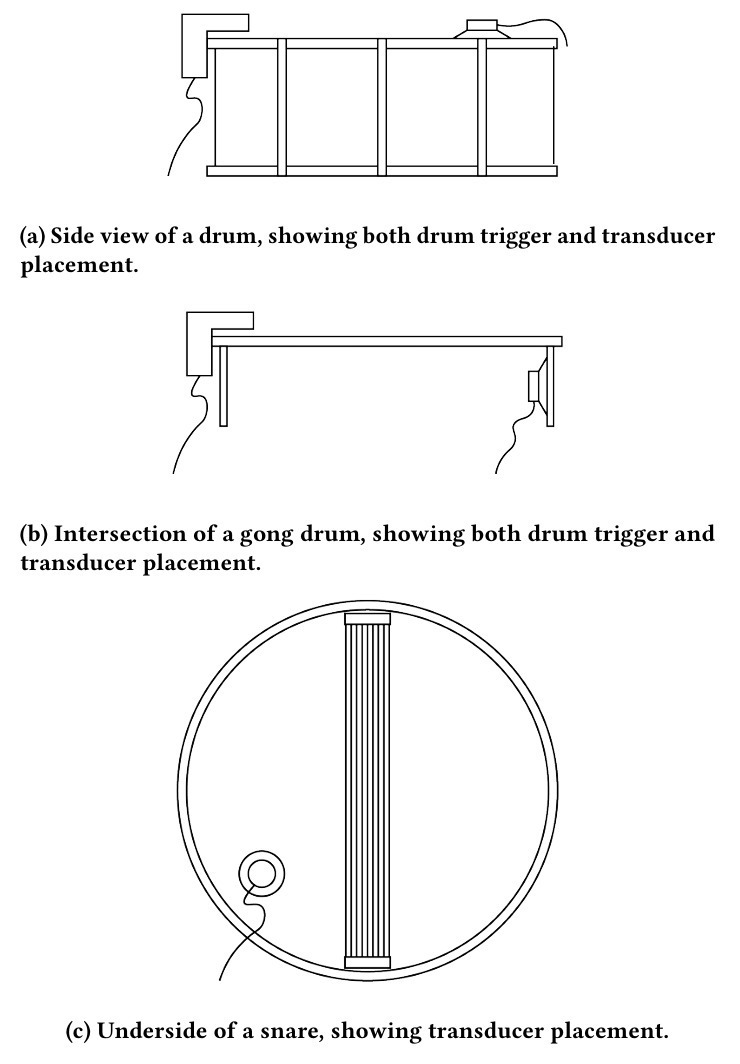 (a) Side view of a drum, showing both drum trigger and transducer
placement.
(b) Intersection of a gong drum, showing both drum trigger and
transducer placement.
(c) Underside of a snare, showing transducer placement.